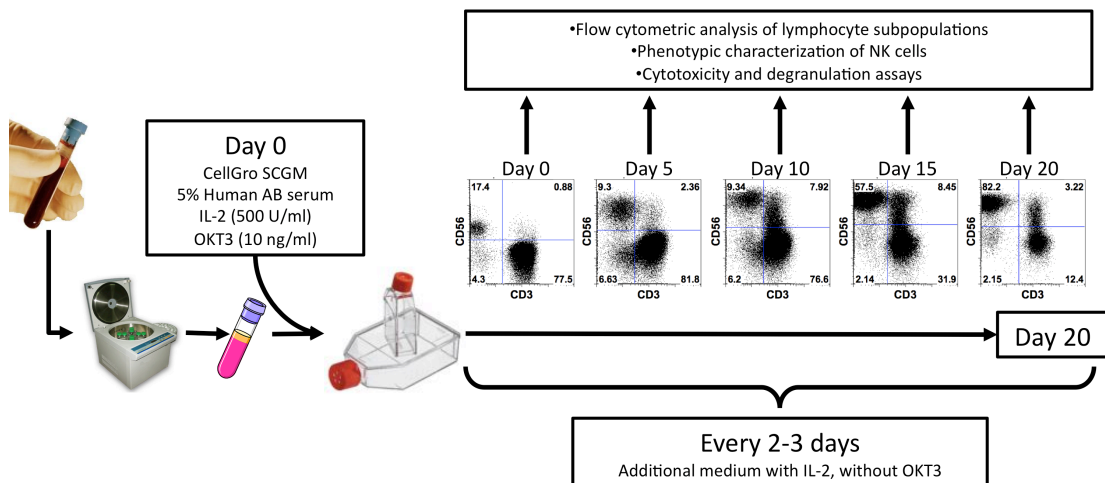 •Flow cytometric analysis of lymphocyte subpopulations
•Phenotypic characterization of NK cells
•Cytotoxicity and degranulation assays
Day 0
CellGro SCGM
5% Human AB serum
IL-2 (500 U/ml)
OKT3 (10 ng/ml)
Day 0
17.4 0.88
CD56
4.3 77.5
CD3
Day 5
9.3 2.36
CD56
6.63 81.8
CD3
Day 10
9.34 7.92
CD56
6.2 76.6
CD3
Day 15
57.5 8.45
CD56
2.14 31.9
CD3
Day 20
82.2 3.22
CD56
2.15 12.4
CD3
Day 20
Every 2-3 days
Additional medium with IL-2, without OKT3